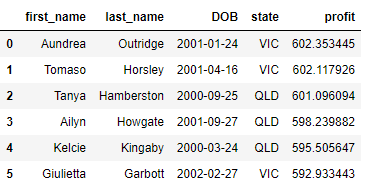 first_name last_name DOB state profit
0 Aundrea Outridge 2001-01-24 VIC 602.353445
1 Tomaso Horsley 2001-04-16 VIC 602.117926
2 Tanya Hamberston 2000-09-25 QLD 601.096094
3 Ailyn Howgate 2001-09-27 QLD 598.239882
4 Kelcie Kingaby 2000-03-24 QLD 595.505647
5 Giulietta Garbott 2002-02-27 VIC 592.933443